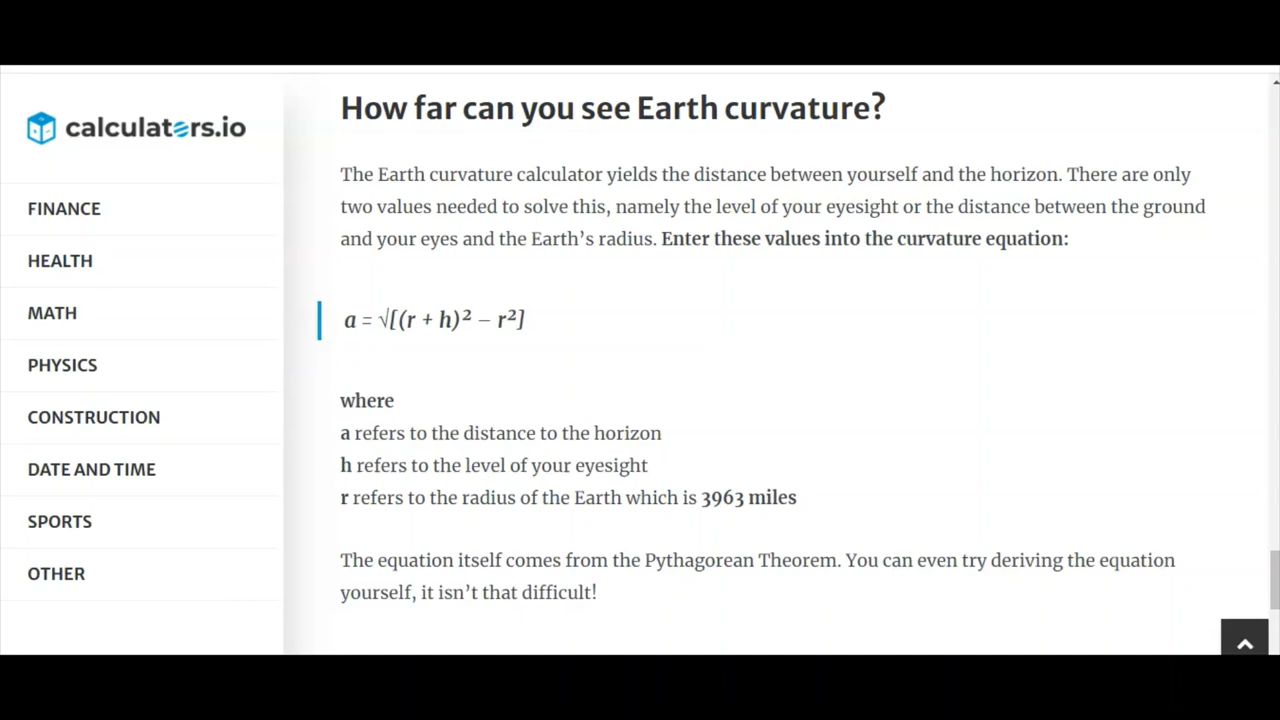 How far can you see Earth curvature?
calculators.io
The Earth curvature calculator yields the distance between yourself and the horizon. There are only
two values needed to solve this, namely the level of your eyesight or the distance between the ground
and your eyes and the Earth's radius. Enter these values into the curvature equation:
FINANCE
HEALTH
MATH
PHYSICS
CONSTRUCTION
DATE AND TIME
SPORTS
OTHER
a = √[(r + h)² – r²]
where
a refers to the distance to the horizon
h refers to the level of your eyesight
r refers to the radius of the Earth which is 3963 miles
The equation itself comes from the Pythagorean Theorem. You can even try deriving the equation
yourself, it isn't that difficult!